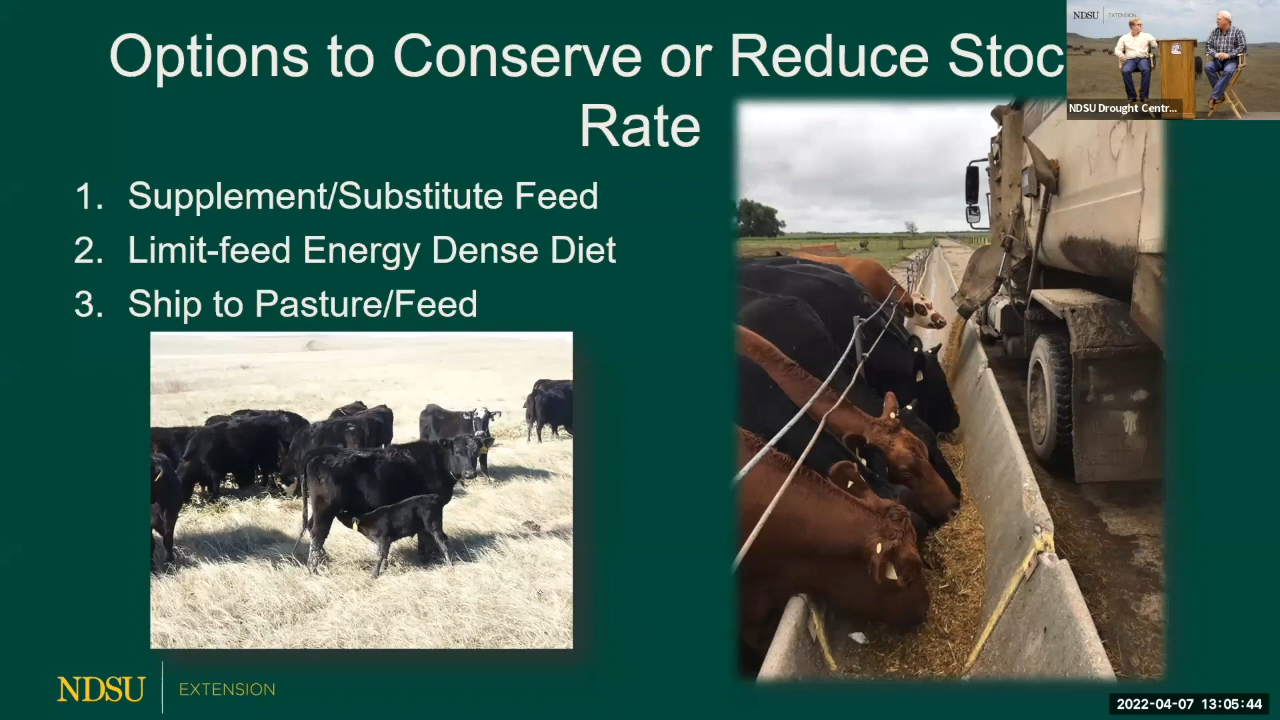 Options to Conserve or Reduce Stoc
Rate
1. Supplement/Substitute Feed
2. Limit-feed Energy Dense Diet
3. Ship to Pasture/Feed
NDSU EXTENSION
NDSU Drought Centr...
NDSU EXTENSION
2022-04-07 13:05:44